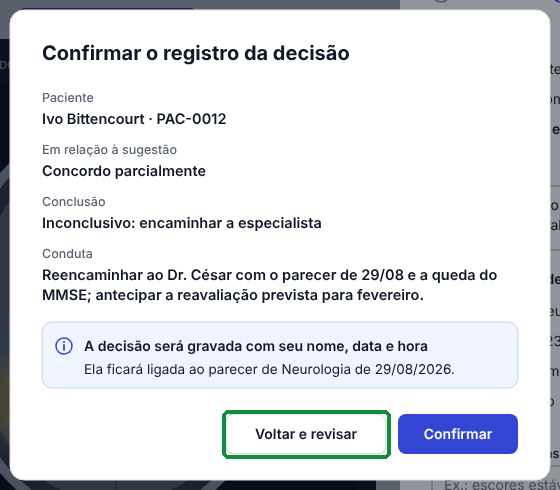 Confirmar o registro da decisão
Paciente
Ivo Bittencourt · PAC-0012
Em relação à sugestão
Concordo parcialmente
Conclusão
Inconclusivo: encaminhar a especialista
Conduta
Reencaminhar ao Dr. César com o parecer de 29/08 e a queda do
MMSE; antecipar a reavaliação prevista para fevereiro.
A decisão será gravada com seu nome, data e hora
Ela ficará ligada ao parecer de Neurologia de 29/08/2026.
Voltar e revisar
Confirmar